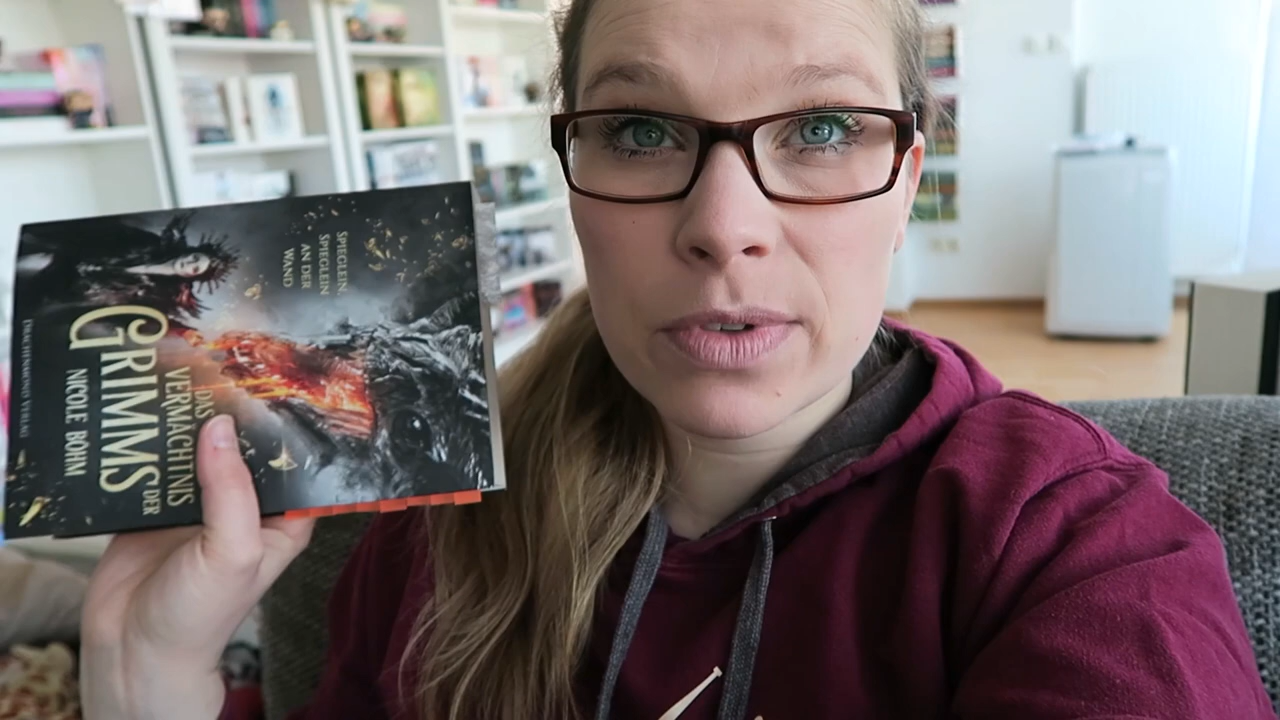 SPIEGLEIN,
SPIEGLEIN
AN DER
WAND
DAS
VERMÄCHTNIS
DER
GRIMMS
NICOLE BÖHM
DRACHENMOND VERLAG